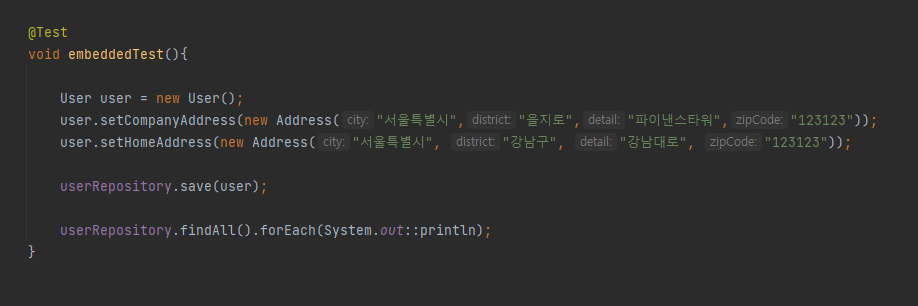 @Test
void embeddedTest(){
User user = new User();
user.setCompanyAddress(new Address( city: "서울특별시", district: "을지로", detail: "파이낸스타워", zipCode: "123123"));
user.setHomeAddress(new Address( city: "서울특별시", district: "강남구", detail: "강남대로", zipCode: "123123"));
userRepository.save(user);
userRepository.findAll().forEach(System.out::println);
}